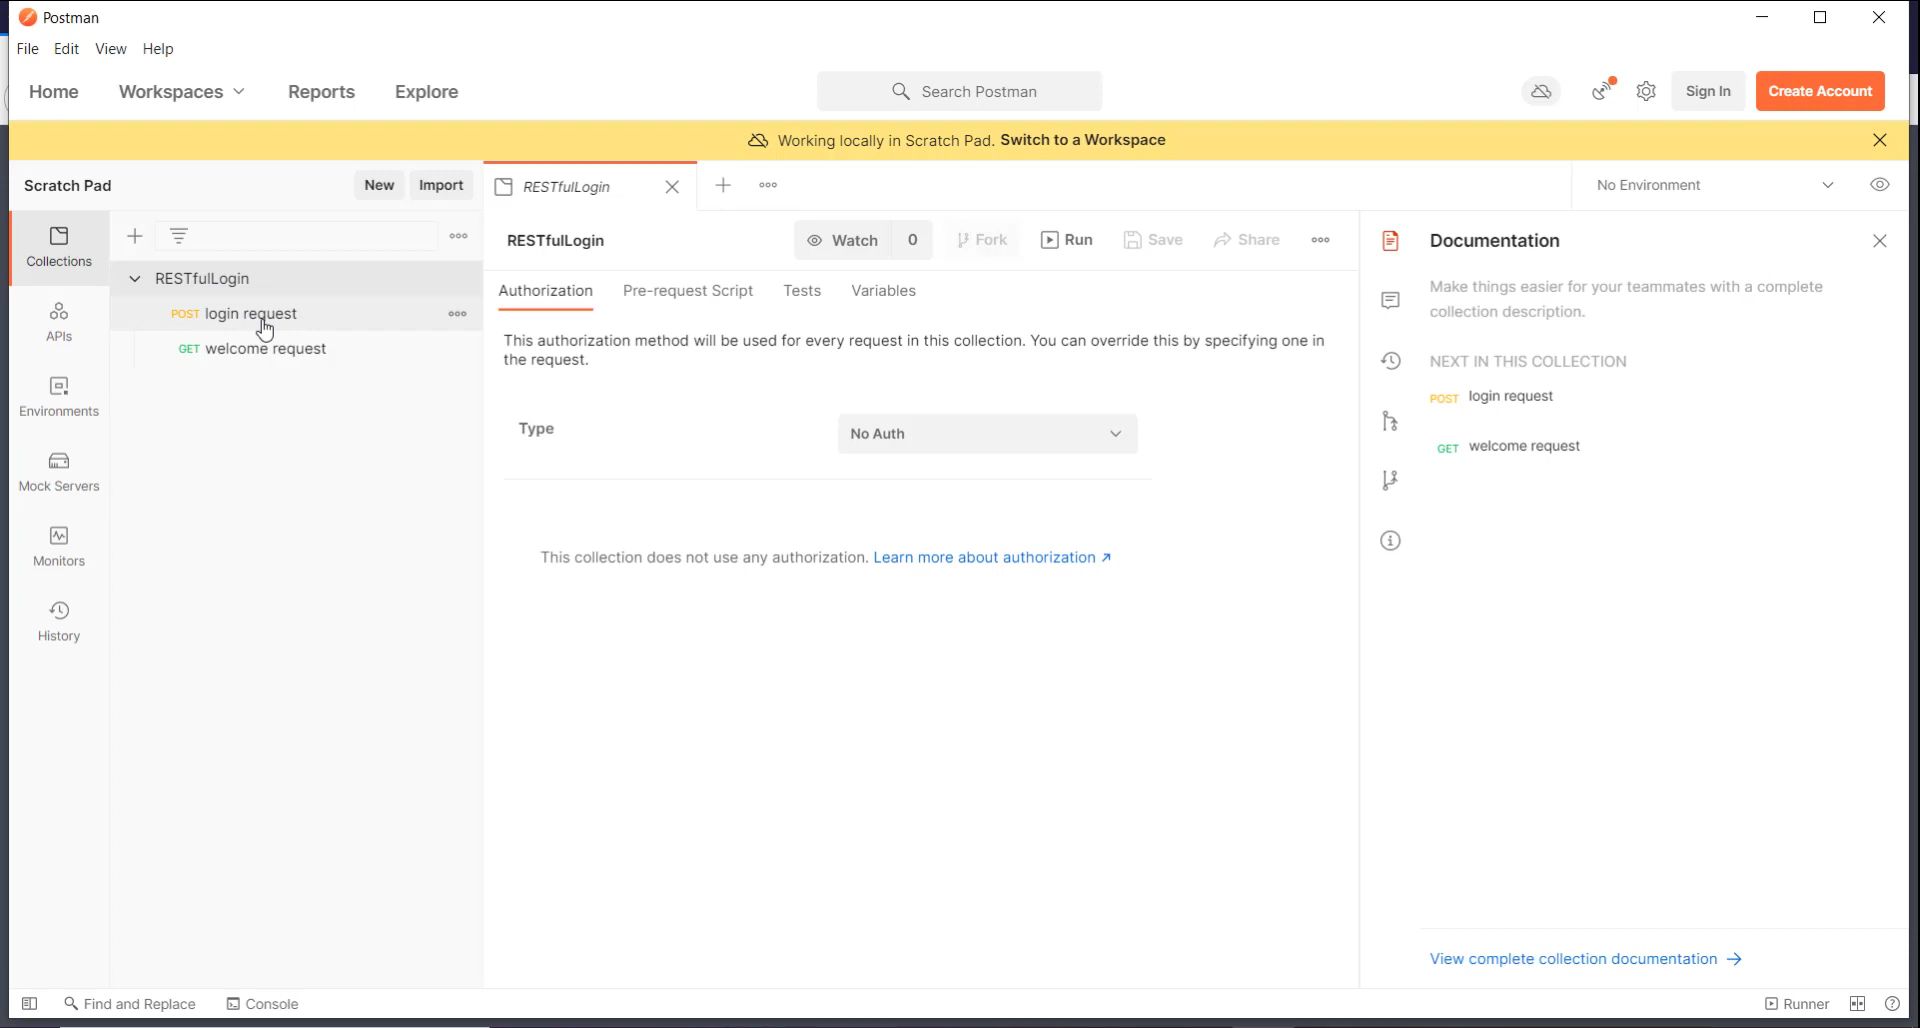 Postman
File Edit View Help
Home Workspaces Reports Explore Search Postman Sign In Create Account
Working locally in Scratch Pad. Switch to a Workspace
Scratch Pad New Import RESTfulLogin No Environment
Collections
APIs
Environments
Mock Servers
Monitors
History
RESTfulLogin
POST login request
GET welcome request
RESTfulLogin Watch 0 Fork Run Save Share
Authorization Pre-request Script Tests Variables
This authorization method will be used for every request in this collection. You can override this by specifying one in
the request.
Type No Auth
This collection does not use any authorization. Learn more about authorization ↗
Documentation
Make things easier for your teammates with a complete
collection description.
NEXT IN THIS COLLECTION
POST login request
GET welcome request
View complete collection documentation →
Find and Replace Console Runner